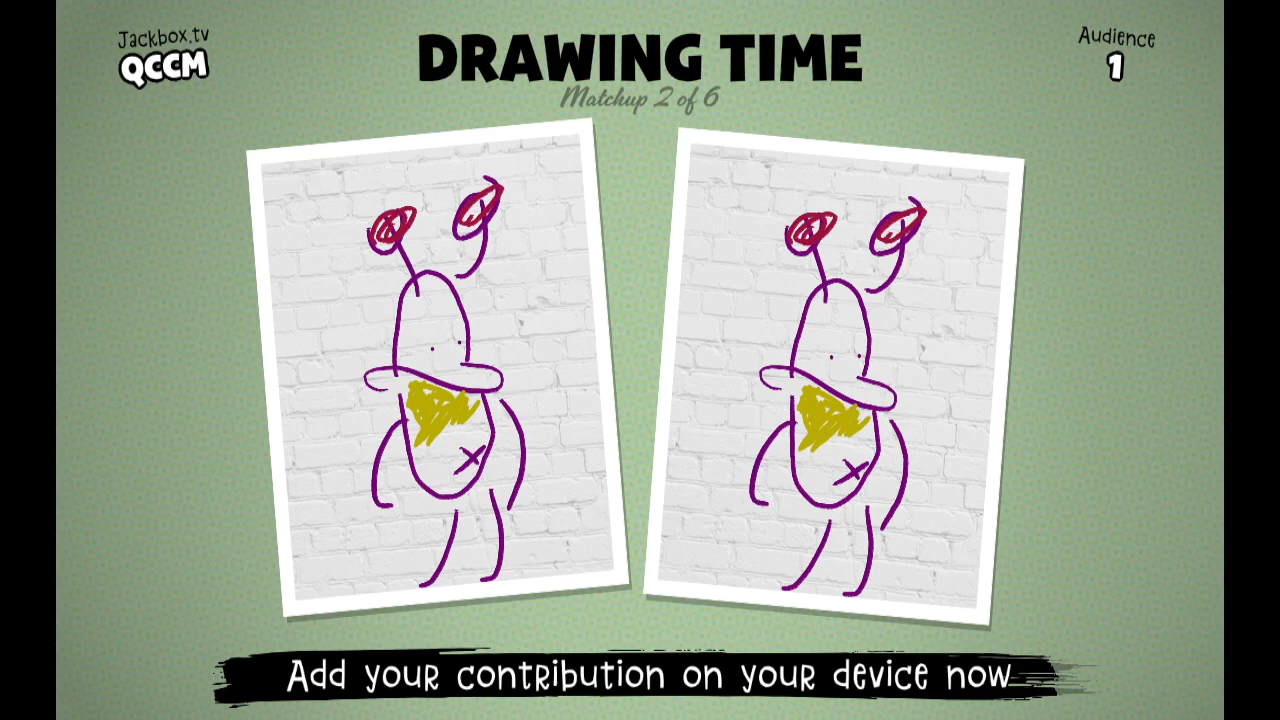 Jackbox.tv
QCCM
DRAWING TIME
Matchup 2 of 6
Audience
1
Add your contribution on your device now